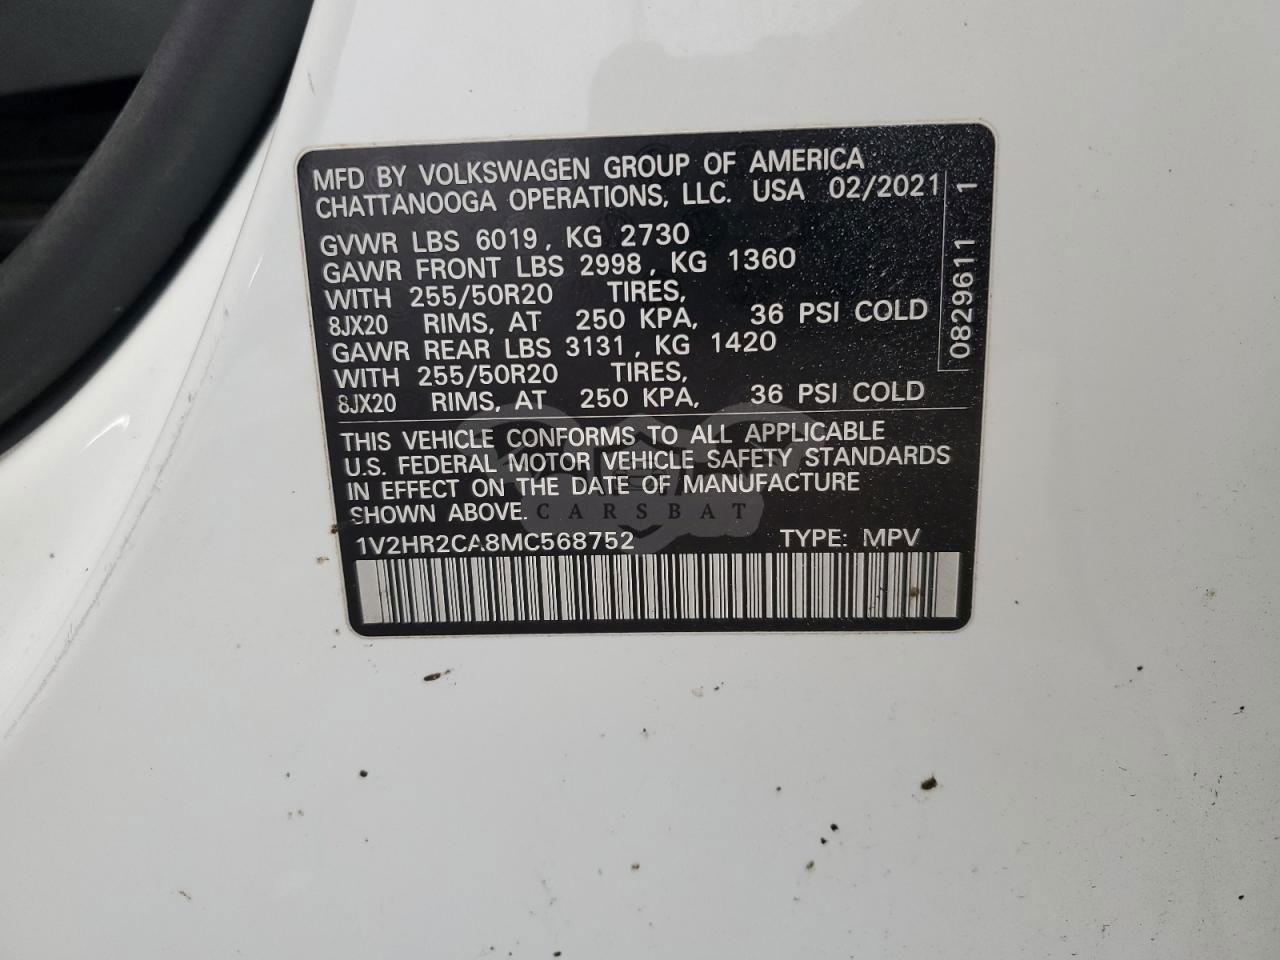 MFD BY VOLKSWAGEN GROUP OF AMERICA
CHATTANOOGA OPERATIONS, LLC. USA 02/2021
GVWR LBS 6019, KG 2730
GAWR FRONT LBS 2998, KG 1360
WITH 255/50R20 TIRES,
8JX20 RIMS, AT 250 KPA, 36 PSI COLD
GAWR REAR LBS 3131, KG 1420
WITH 255/50R20 TIRES,
8JX20 RIMS, AT 250 KPA, 36 PSI COLD
0829611 1
THIS VEHICLE CONFORMS TO ALL APPLICABLE
U.S. FEDERAL MOTOR VEHICLE SAFETY STANDARDS
IN EFFECT ON THE DATE OF MANUFACTURE
SHOWN ABOVE.
CARSBAT
1V2HR2CA8MC568752 TYPE: MPV